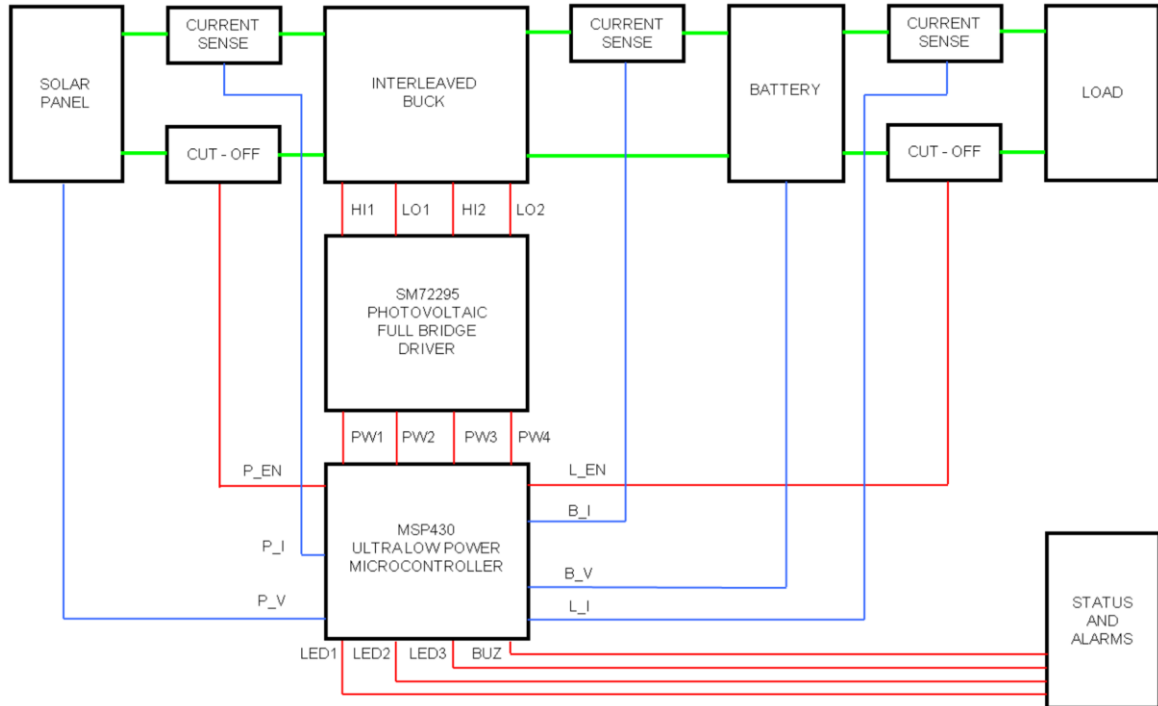 CURRENT
SENSE
CURRENT
SENSE
CURRENT
SENSE
SOLAR
PANEL
INTERLEAVED
BUCK
BATTERY
LOAD
CUT - OFF
CUT - OFF
HI1
LO1
HI2
LO2
SM72295
PHOTOVOLTAIC
FULL BRIDGE
DRIVER
PW1
PW2
PW3
PW4
P_EN
L_EN
B_I
MSP430
ULTRALOW POWER
MICROCONTROLLER
P_I
B_V
P_V
L_I
STATUS
AND
ALARMS
LED1
LED2
LED3
BUZ